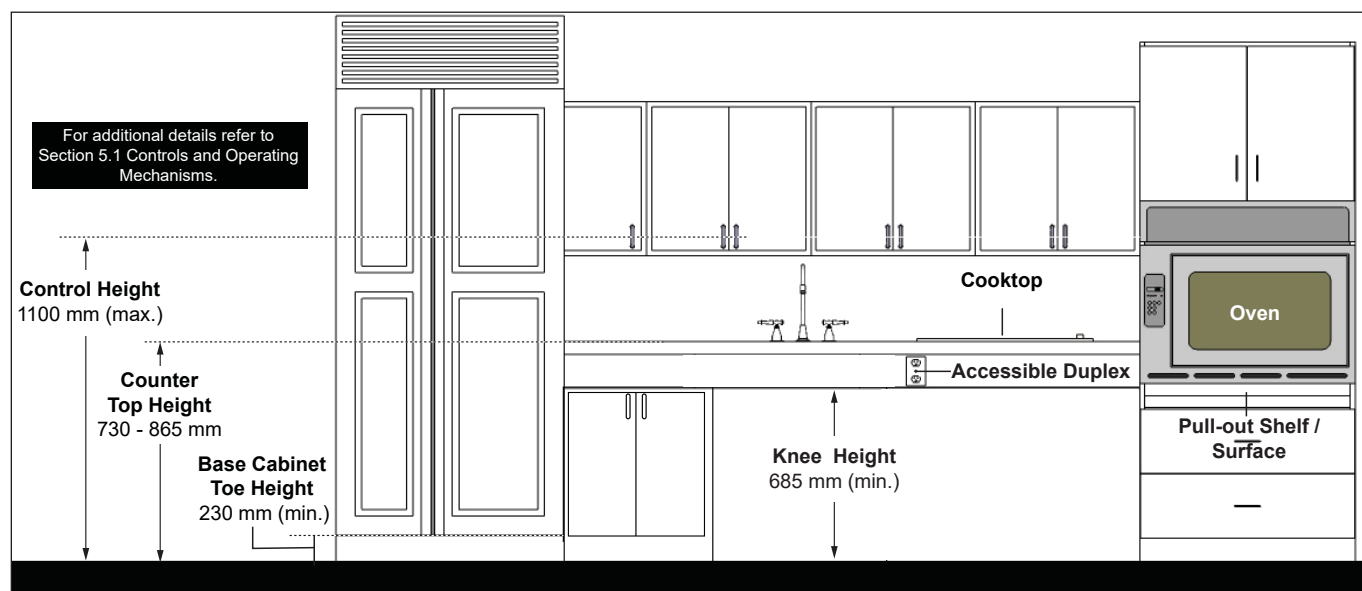 For additional details refer to
Section 5.1 Controls and Operating
Mechanisms.
Control Height
1100 mm (max.)
Counter
Top Height
730 - 865 mm
Base Cabinet
Toe Height
230 mm (min.)
Cooktop
Oven
Accessible Duplex
Knee Height
685 mm (min.)
Pull-out Shelf /
Surface